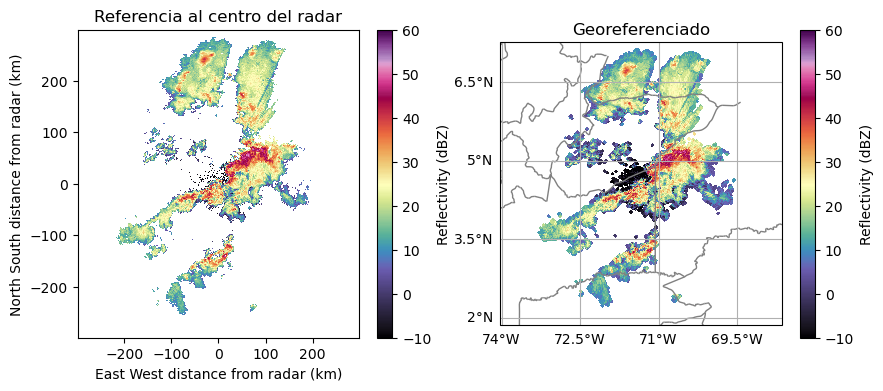 Referencia al centro del radar
North South distance from radar (km)
200
100
0
−100
−200
−200
−100
0
100
200
East West distance from radar (km)
60
50
40
30
20
10
0
−10
Reflectivity (dBZ)
Georeferenciado
6.5°N
5°N
3.5°N
2°N
74°W
72.5°W
71°W
69.5°W
60
50
40
30
20
10
0
−10
Reflectivity (dBZ)